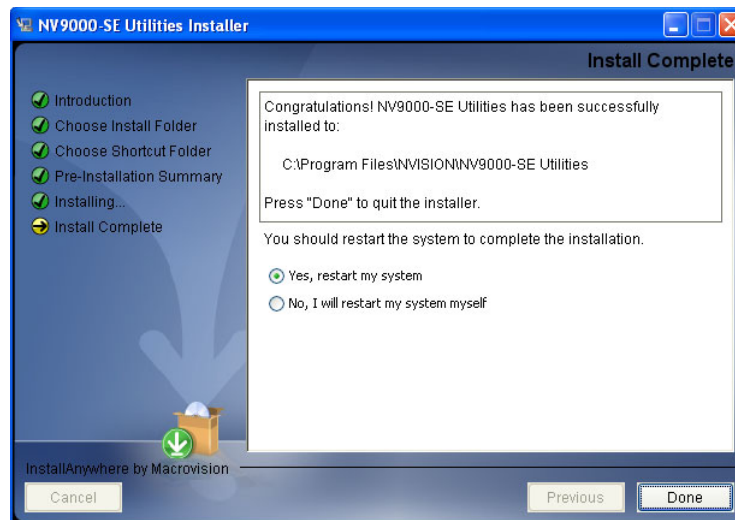 NV9000-SE Utilities Installer
Install Complete
Introduction
Choose Install Folder
Choose Shortcut Folder
Pre-Installation Summary
Installing...
Install Complete
Congratulations! NV9000-SE Utilities has been successfully
installed to:
C:\Program Files\NVISION\NV9000-SE Utilities
Press "Done" to quit the installer.
You should restart the system to complete the installation.
Yes, restart my system
No, I will restart my system myself
InstallAnywhere by Macrovision
Cancel
Previous
Done